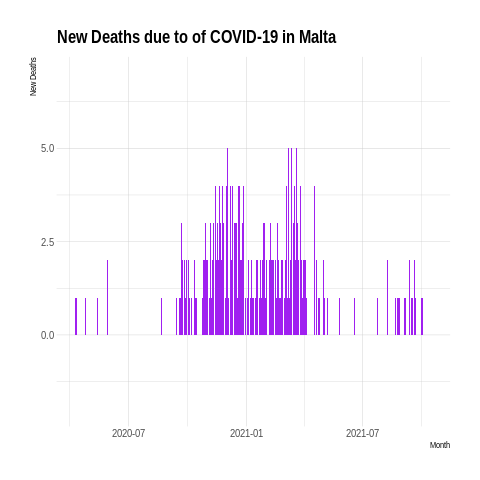 New Deaths due to of COVID-19 in Malta
New Deaths
5.0
2.5
0.0
2020-07
2021-01
2021-07
Month